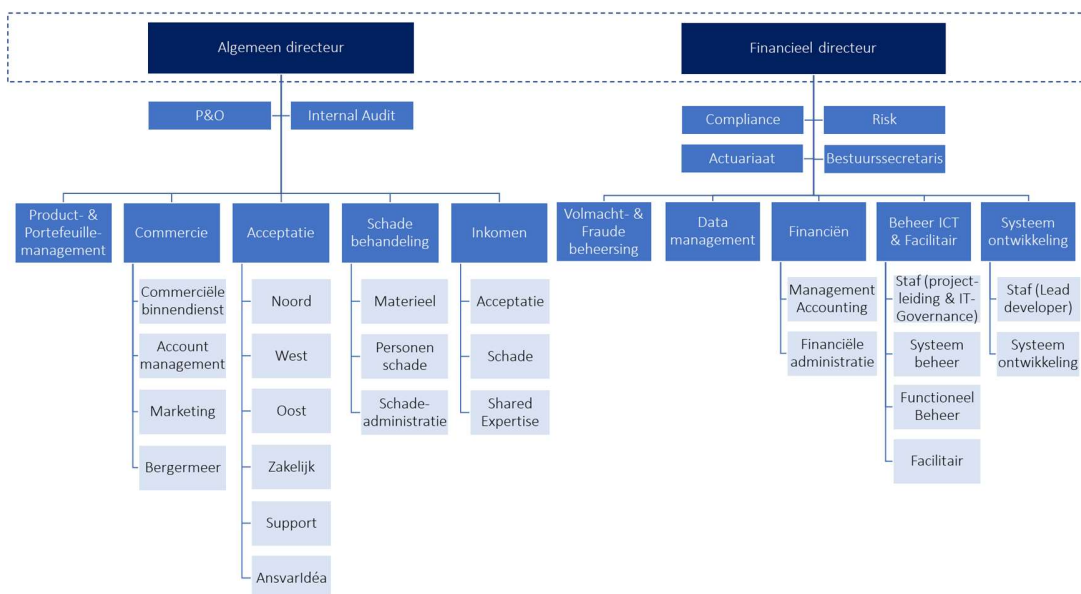 Algemeen directeur
Financieel directeur
P&O
Internal Audit
Compliance
Risk
Actuariaat
Bestuurssecretaris
Product- &
Portefeuille-
management
Commercie
Acceptatie
Schade
behandeling
Inkomen
Volmacht- &
Fraude
beheersing
Data
management
Financiën
Beheer ICT
& Facilitair
Systeem
ontwikkeling
Commerciële
binnendienst
Account
management
Marketing
Bergermeer
Noord
West
Oost
Zakelijk
Support
AnsvarIdéa
Materieel
Personen
schade
Schade-
administratie
Acceptatie
Schade
Shared
Expertise
Management
Accounting
Financiële
administratie
Staf (project-
leiding & IT-
Governance)
Systeem
beheer
Functioneel
Beheer
Facilitair
Staf (Lead
developer)
Systeem
ontwikkeling